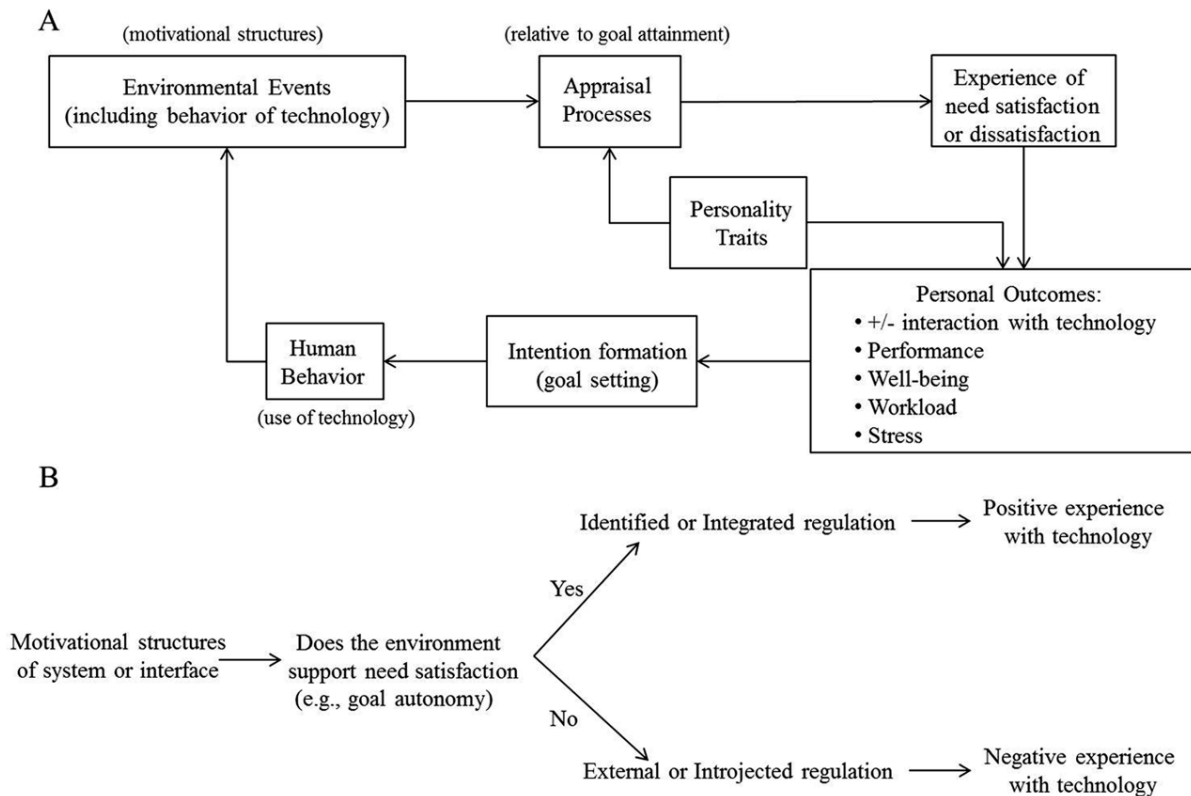 A
(motivational structures)
(relative to goal attainment)
Environmental Events
(including behavior of technology)
Appraisal
Processes
Experience of
need satisfaction
or dissatisfaction
Personality
Traits
Personal Outcomes:
• +/- interaction with technology
• Performance
• Well-being
• Workload
• Stress
Intention formation
(goal setting)
Human
Behavior
(use of technology)
B
Motivational structures
of system or interface
Does the environment
support need satisfaction
(e.g., goal autonomy)
Yes
Identified or Integrated regulation
Positive experience
with technology
No
External or Introjected regulation
Negative experience
with technology